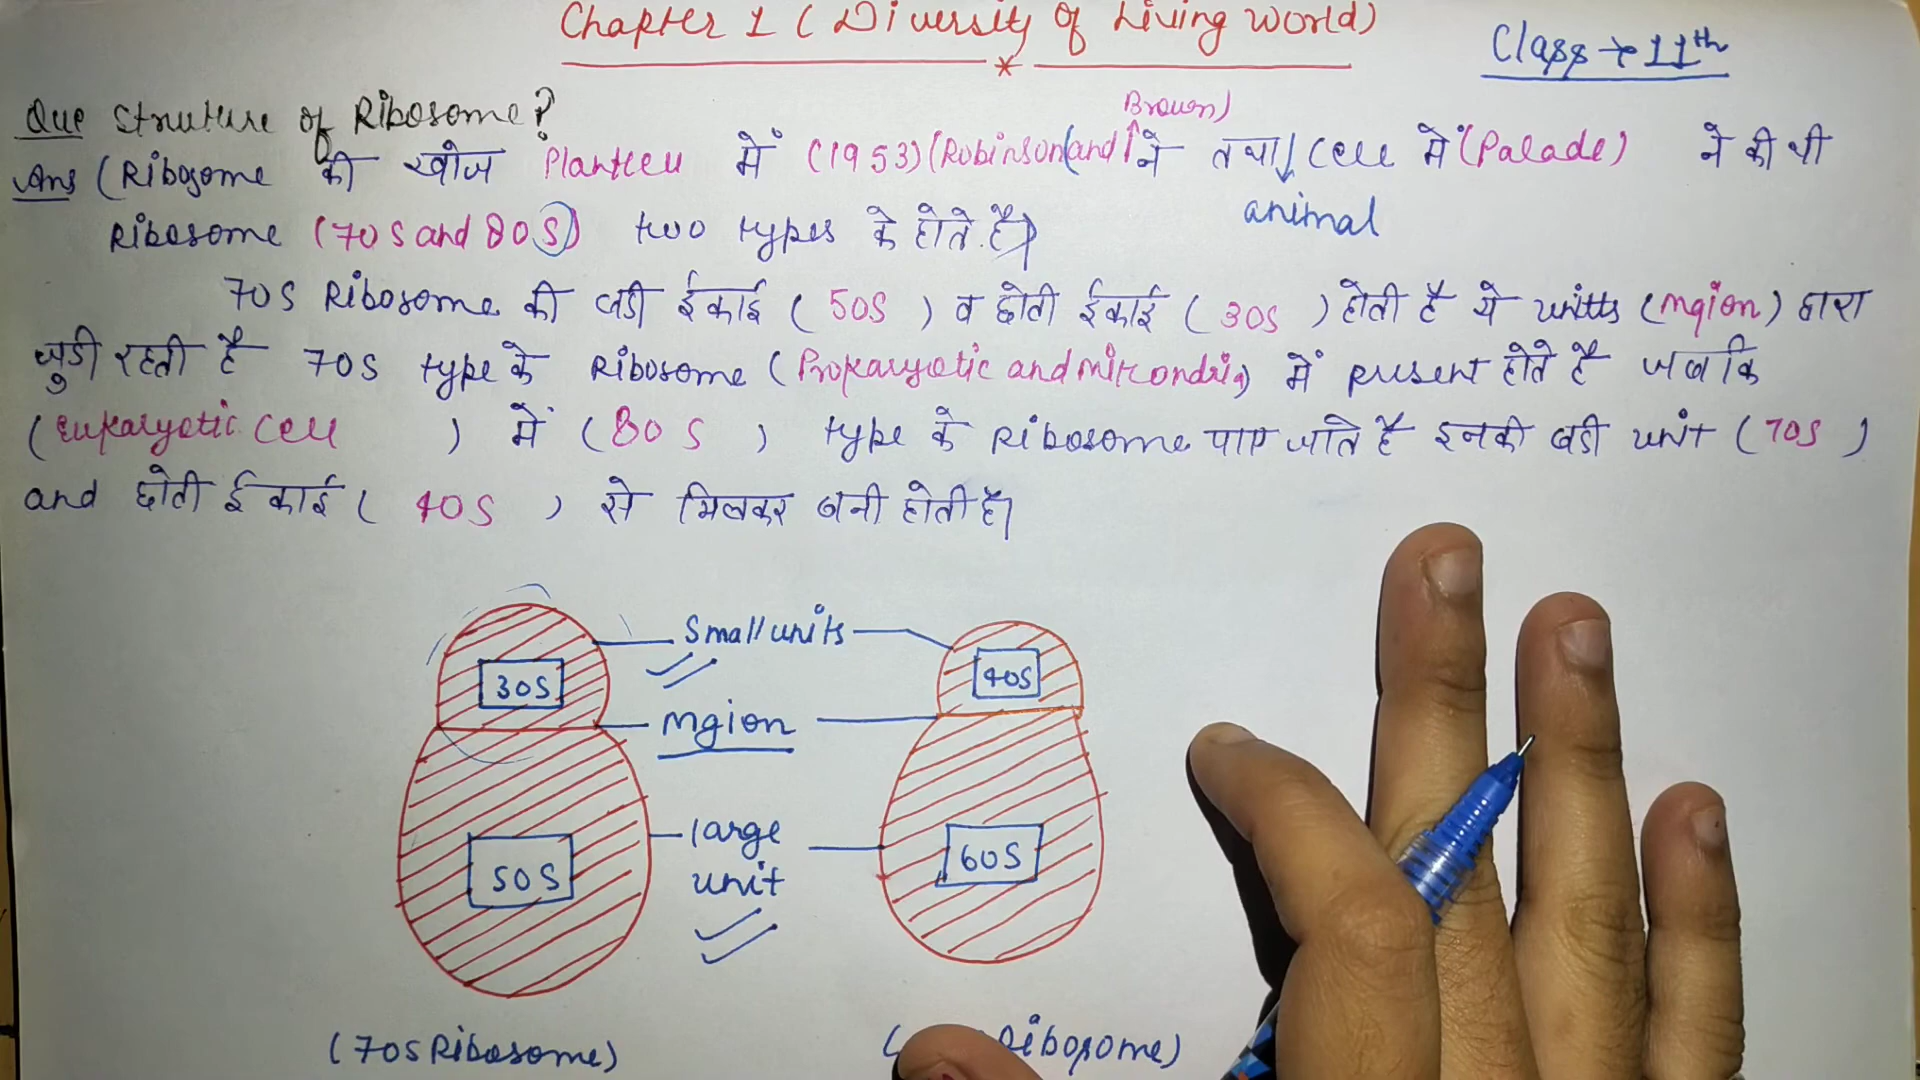 Chapter 1 ( Diversity of Living World)
Class → 11th
Que Struture of Ribosome?
Brown)
Ans (Ribosome की खोज Plantcell में (1953) (Robinson and ने तथा cell में (Palade) ने की थी
animal
Ribosome (70S and 80S) two types के होते है)
70S Ribosome की बडी ईकाई ( 50S ) व छोती ईकाई ( 30S ) होती है ये units (mgion) द्वारा
जुडी रहती है 70S type के Ribosome (Prokaryotic and mitcondria) में present होते है जबकि
(Eukaryotic cell ) में (80S) type के Ribosome पाए जाते है इनकी बडी unit (70S)
and छोती ईकाई ( 40S ) से मिलकर बनी होती है।
Small units
30S
40S
mgion
large
unit
50S
60S
(70S Ribosome)
( Ribosome)